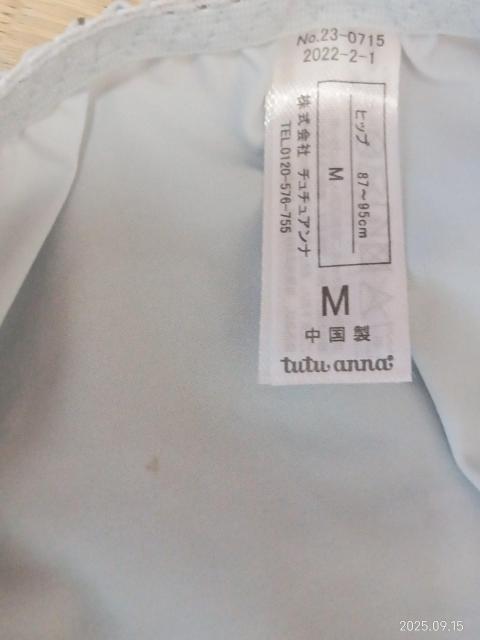 No.23-0715
2022-2-1
ヒップ 87～95cm
M
株式会社 チュチュアンナ
TEL.0120-576-755
M
中国製
tutu anna
2025.09.15